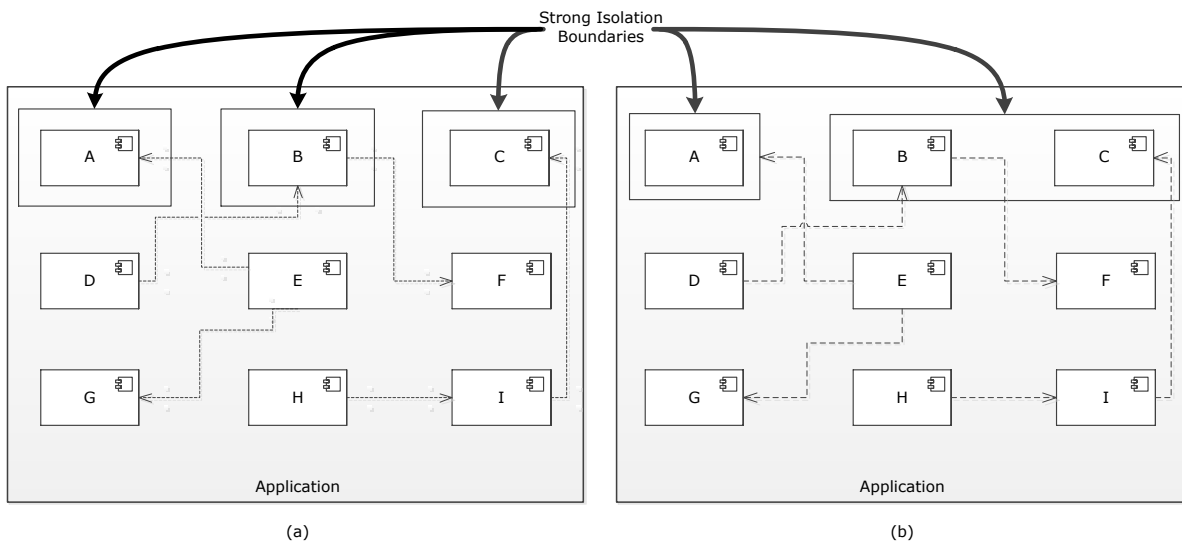 Strong Isolation
Boundaries
A
B
C
D
E
F
G
H
I
Application
(a)
A
B
C
D
E
F
G
H
I
Application
(b)